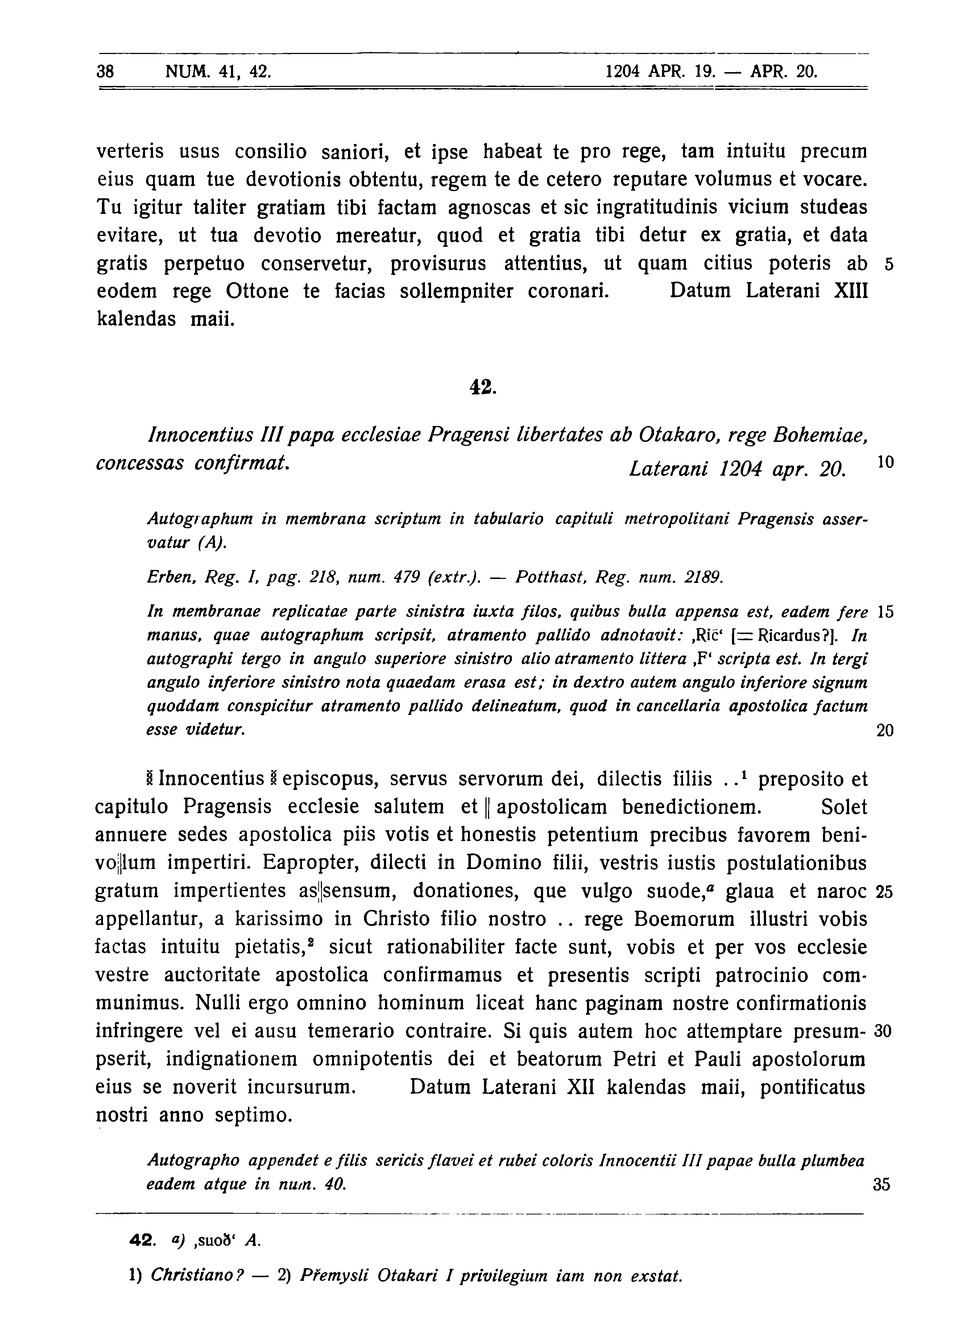 38 NUM. 41, 42. 1204 APR. 19. — APR. 20.
verteris usus consilio saniori, et ipse habeat te pro rege, tam intuitu precum
eius quam tue devotionis obtentu, regem te de cetero reputare volumus et vocare.
Tu igitur taliter gratiam tibi factam agnoscas et sic ingratitudinis vicium studeas
evitare, ut tua devotio mereatur, quod et gratia tibi detur ex gratia, et data
gratis perpetuo conservetur, provisurus attentius, ut quam citius poteris ab 5
eodem rege Ottone te facias sollempniter coronari. Datum Laterani XIII
kalendas maii.
42.
Innocentius III papa ecclesiae Pragensi libertates ab Otakaro, rege Bohemiae,
concessas confirmat. Laterani 1204 apr. 20. 10
Autographum in membrana scriptum in tabulario capituli metropolitani Pragensis asser-
vatur (A).
Erben, Reg. I, pag. 218, num. 479 (extr.). — Potthast, Reg. num. 2189.
In membranae replicatae parte sinistra iuxta filos, quibus bulla appensa est, eadem fere 15
manus, quae autographum scripsit, atramento pallido adnotavit: ‚Ric̄‘ [= Ricardus?]. In
autographi tergo in angulo superiore sinistro alio atramento littera ‚F‘ scripta est. In tergi
angulo inferiore sinistro nota quaedam erasa est; in dextro autem angulo inferiore signum
quoddam conspicitur atramento pallido delineatum, quod in cancellaria apostolica factum
esse videtur. 20
§ Innocentius § episcopus, servus servorum dei, dilectis filiis . .¹ preposito et
capitulo Pragensis ecclesie salutem et || apostolicam benedictionem. Solet
annuere sedes apostolica piis votis et honestis petentium precibus favorem beni-
vo||lum impertiri. Eapropter, dilecti in Domino filii, vestris iustis postulationibus
gratum impertientes as||sensum, donationes, que vulgo suode,ᵃ glaua et naroc 25
appellantur, a karissimo in Christo filio nostro . . rege Boemorum illustri vobis
factas intuitu pietatis,² sicut rationabiliter facte sunt, vobis et per vos ecclesie
vestre auctoritate apostolica confirmamus et presentis scripti patrocinio com-
munimus. Nulli ergo omnino hominum liceat hanc paginam nostre confirmationis
infringere vel ei ausu temerario contraire. Si quis autem hoc attemptare presum- 30
pserit, indignationem omnipotentis dei et beatorum Petri et Pauli apostolorum
eius se noverit incursurum. Datum Laterani XII kalendas maii, pontificatus
nostri anno septimo.
Autographo appendet e filis sericis flavei et rubei coloris Innocentii III papae bulla plumbea
eadem atque in num. 40. 35
42. a) ‚suoð‘ A.
1) Christiano? — 2) Přemysli Otakari I privilegium iam non exstat.